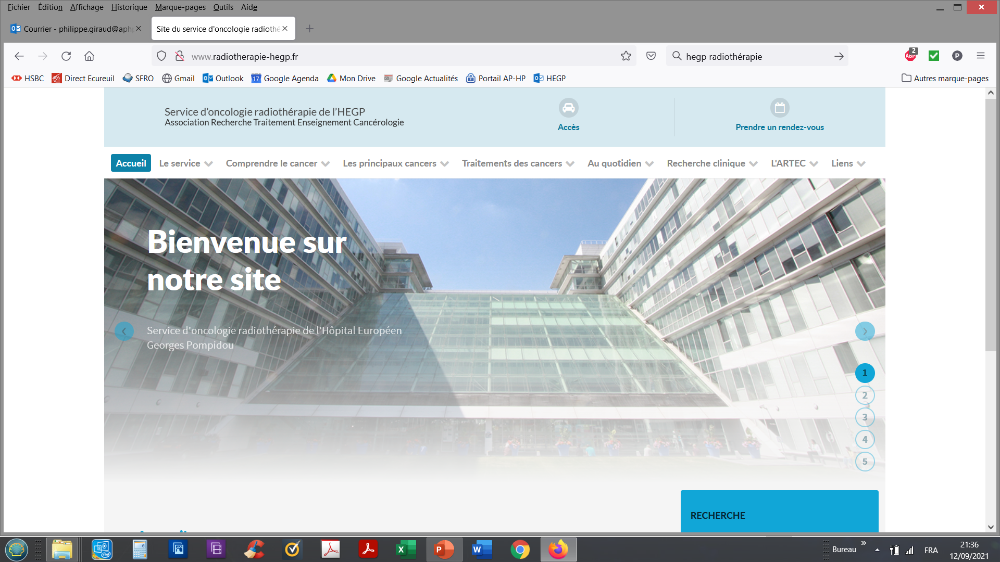 Fichier Édition Affichage Historique Marque-pages Outils Aide
Courrier - philippe.giraud@aph
Site du service d'oncologie radiothé
www.radiotherapie-hegp.fr
hegp radiothérapie
ABP 2
P
HSBC Direct Ecureuil SFRO Gmail Outlook 17 Google Agenda Mon Drive Google Actualités Portail AP-HP HEGP Autres marque-pages
Service d’oncologie radiothérapie de l’HEGP
Association Recherche Traitement Enseignement Cancérologie
Accès
Prendre un rendez-vous
Accueil Le service Comprendre le cancer Les principaux cancers Traitements des cancers Au quotidien Recherche clinique L'ARTEC Liens
Bienvenue sur
notre site
Service d'oncologie radiothérapie de l'Hôpital Européen
Georges Pompidou
1
2
3
4
5
RECHERCHE
Bureau
FRA
21:36
12/09/2021